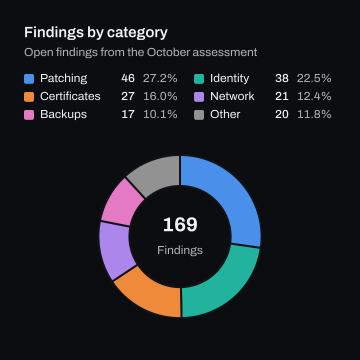 Findings by category
Open findings from the October assessment
Patching 46 27.2% Identity 38 22.5%
Certificates 27 16.0% Network 21 12.4%
Backups 17 10.1% Other 20 11.8%
169
Findings